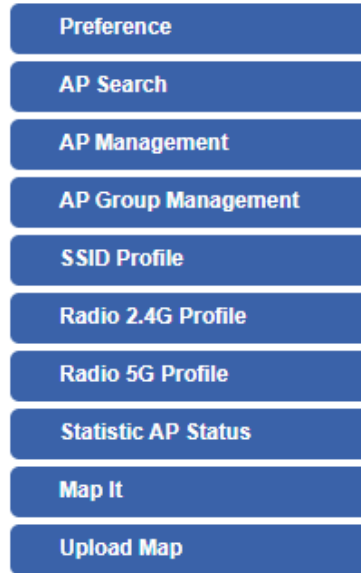 Preference
AP Search
AP Management
AP Group Management
SSID Profile
Radio 2.4G Profile
Radio 5G Profile
Statistic AP Status
Map It
Upload Map